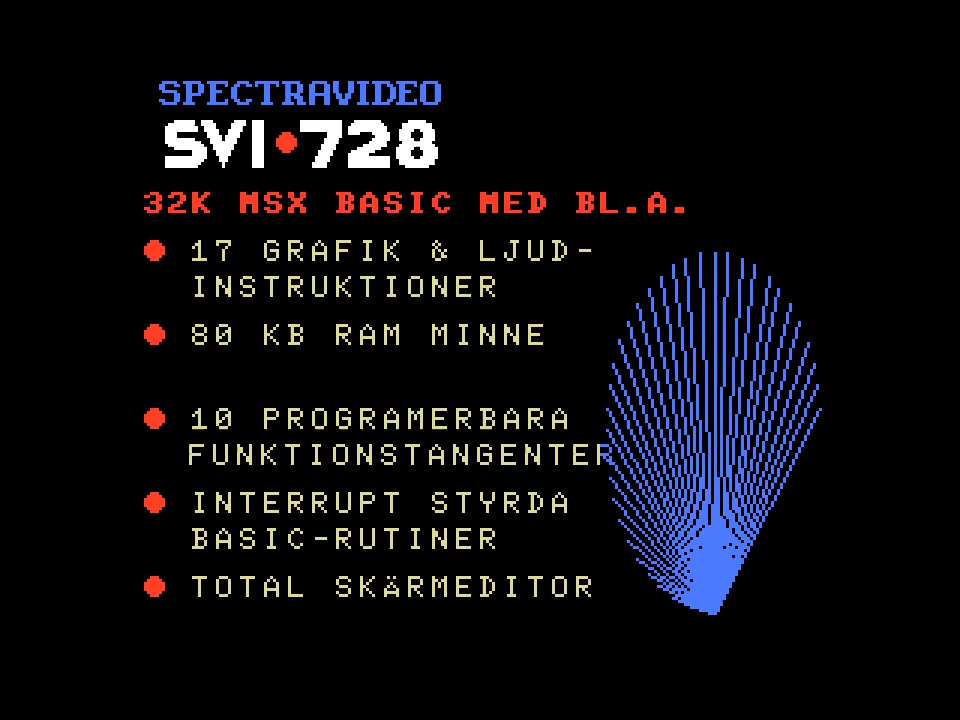 SPECTRAVIDEO
SVI•728
32K MSX BASIC MED BL.A.
● 17 GRAFIK & LJUD-
INSTRUKTIONER
● 80 KB RAM MINNE
● 10 PROGRAMERBARA
FUNKTIONSTANGENTER
● INTERRUPT STYRDA
BASIC-RUTINER
● TOTAL SKÄRMEDITOR